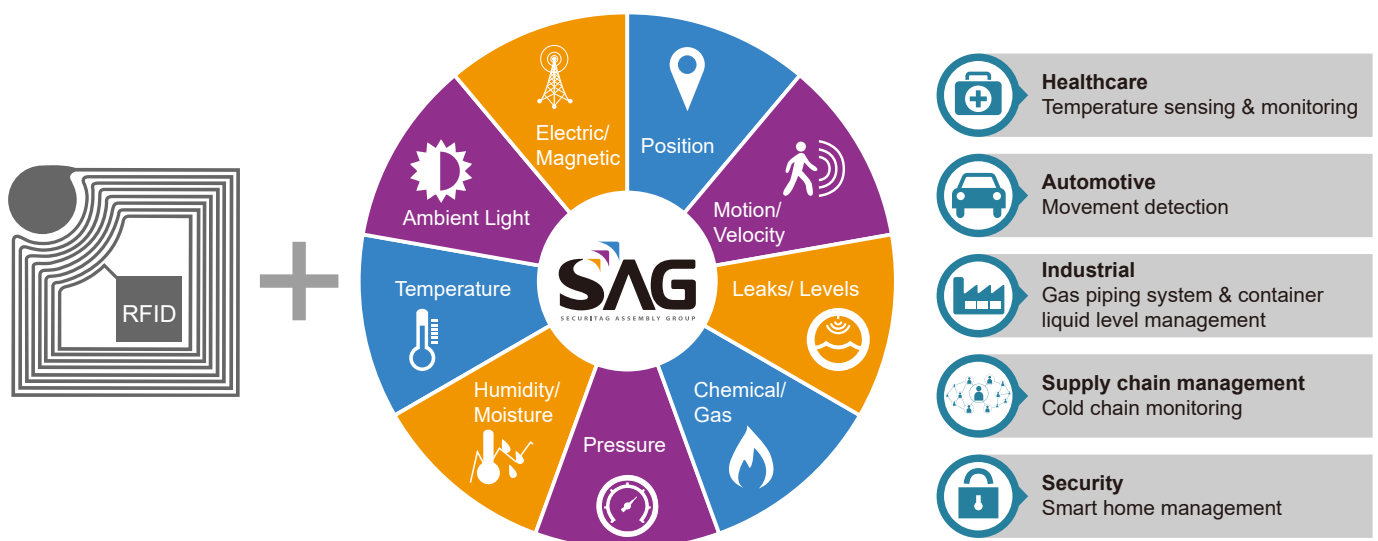 RFID
Electric/
Magnetic
Position
Motion/
Velocity
Leaks/ Levels
Chemical/
Gas
Pressure
Humidity/
Moisture
Temperature
Ambient Light
SAG
SECURITAG ASSEMBLY GROUP
Healthcare
Temperature sensing & monitoring
Automotive
Movement detection
Industrial
Gas piping system & container
liquid level management
Supply chain management
Cold chain monitoring
Security
Smart home management